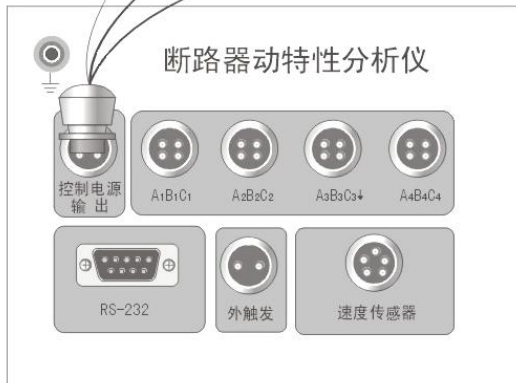 断路器动特性分析仪
控制电源
输 出
A1B1C1
A2B2C2
A3B3C3↓
A4B4C4
RS-232
外触发
速度传感器